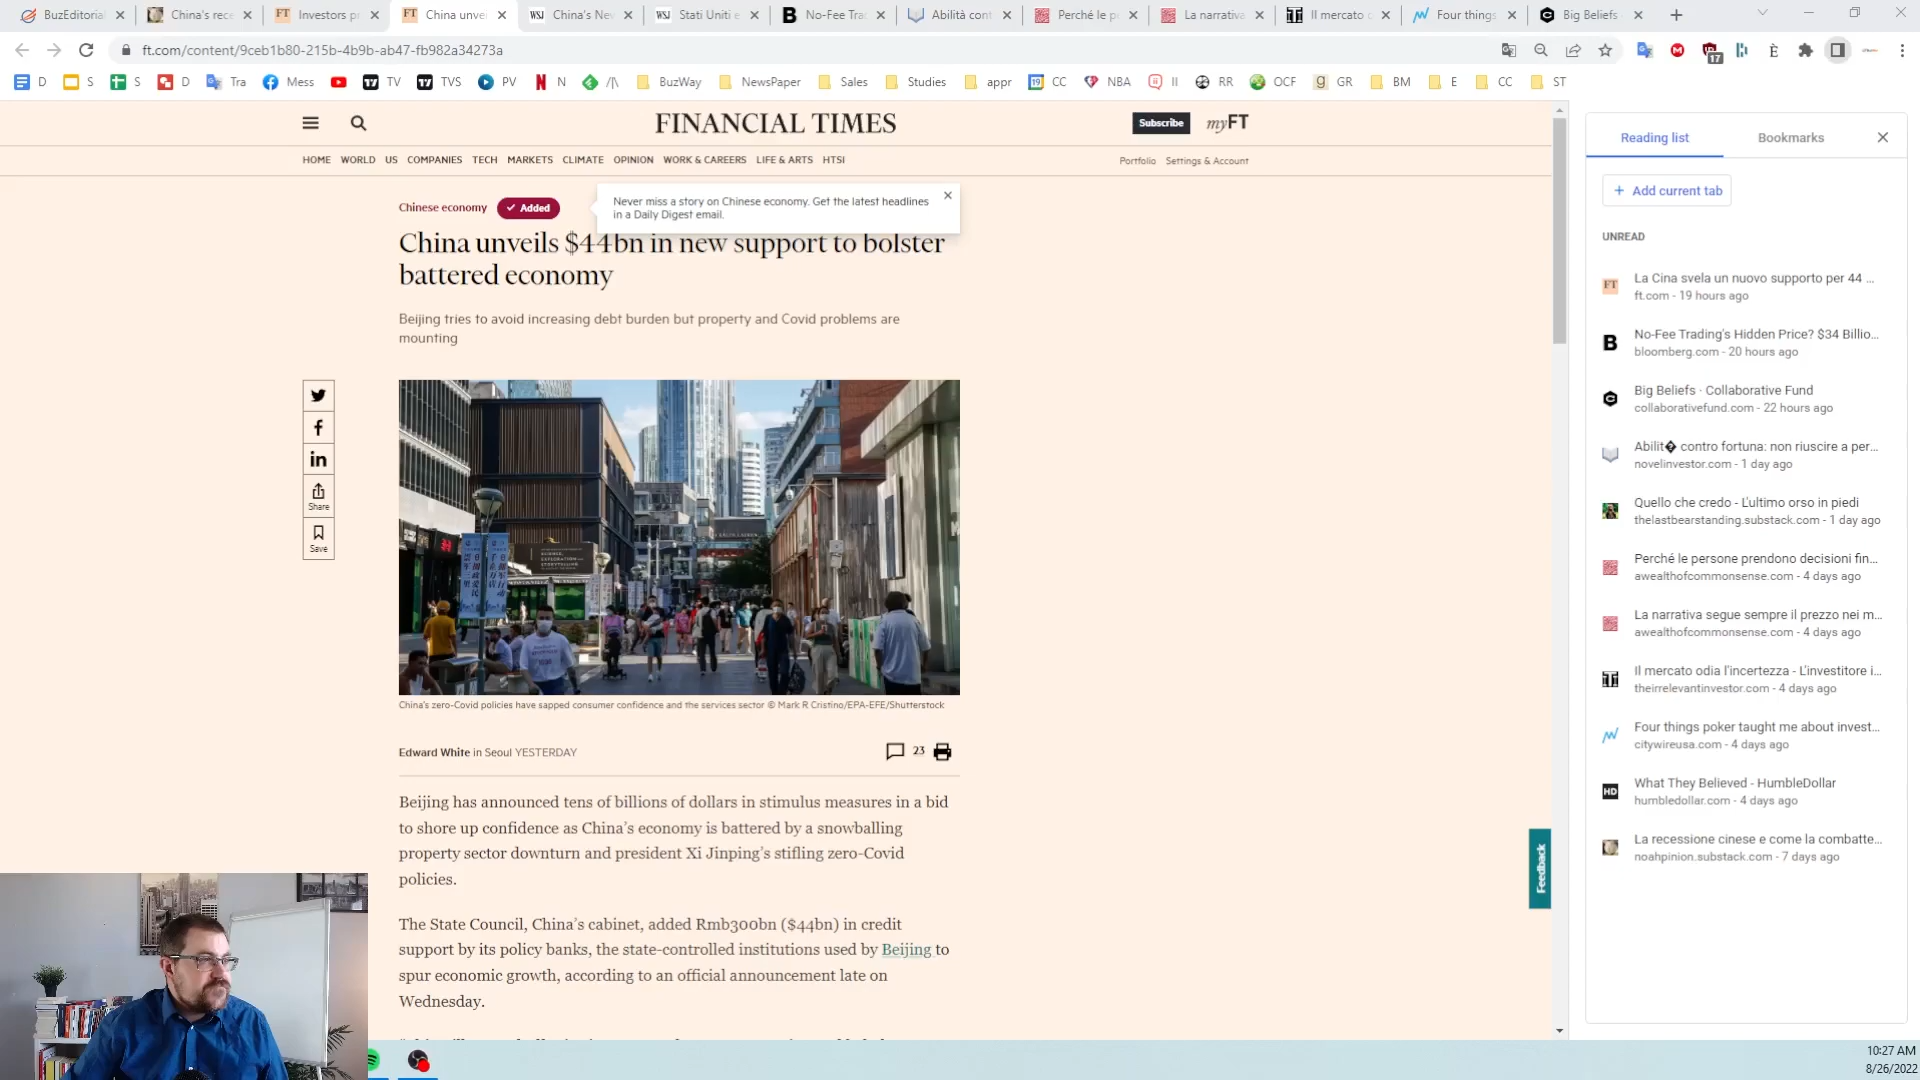 BuzEditorial
China's rece
Investors pr
China unvei
China's Nev
Stati Uniti e
No-Fee Trac
Abilità cont
Perché le pe
La narrativa
Il mercato o
Four things
Big Beliefs
ft.com/content/9ceb1b80-215b-4b9b-ab47-fb982a34273a
17
D
S
S
D
Tra
Mess
TV
TVS
PV
N
N
/|\
BuzWay
NewsPaper
Sales
Studies
appr
CC
NBA
II
RR
OCF
GR
BM
E
CC
ST
FINANCIAL TIMES
Subscribe
myFT
HOME WORLD US COMPANIES TECH MARKETS CLIMATE OPINION WORK & CAREERS LIFE & ARTS HTSI
Portfolio Settings & Account
Chinese economy
Added
Never miss a story on Chinese economy. Get the latest headlines
in a Daily Digest email.
China unveils $44bn in new support to bolster
battered economy
Beijing tries to avoid increasing debt burden but property and Covid problems are
mounting
Share
Save
China's zero-Covid policies have sapped consumer confidence and the services sector © Mark R Cristino/EPA-EFE/Shutterstock
Edward White in Seoul YESTERDAY
23
Beijing has announced tens of billions of dollars in stimulus measures in a bid
to shore up confidence as China's economy is battered by a snowballing
property sector downturn and president Xi Jinping's stifling zero-Covid
policies.
The State Council, China's cabinet, added Rmb300bn ($44bn) in credit
support by its policy banks, the state-controlled institutions used by Beijing to
spur economic growth, according to an official announcement late on
Wednesday.
Feedback
Reading list
Bookmarks
Add current tab
UNREAD
La Cina svela un nuovo supporto per 44 ...
ft.com - 19 hours ago
No-Fee Trading's Hidden Price? $34 Billio...
bloomberg.com - 20 hours ago
Big Beliefs · Collaborative Fund
collaborativefund.com - 22 hours ago
Abilit� contro fortuna: non riuscire a per...
novelinvestor.com - 1 day ago
Quello che credo - L'ultimo orso in piedi
thelastbearstanding.substack.com - 1 day ago
Perché le persone prendono decisioni fin...
awealthofcommonsense.com - 4 days ago
La narrativa segue sempre il prezzo nei m...
awealthofcommonsense.com - 4 days ago
Il mercato odia l'incertezza - L'investitore i...
theirrelevantinvestor.com - 4 days ago
Four things poker taught me about invest...
citywireusa.com - 4 days ago
What They Believed - HumbleDollar
humbledollar.com - 4 days ago
La recessione cinese e come la combatte...
noahpinion.substack.com - 7 days ago
10:27 AM
8/26/2022